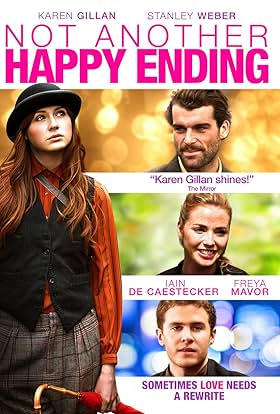 KAREN GILLAN STANLEY WEBER
NOT ANOTHER
HAPPY ENDING
“Karen Gillan shines!”
The Mirror
IAIN FREYA
DE CAESTECKER MAVOR
SOMETIMES LOVE NEEDS
A REWRITE